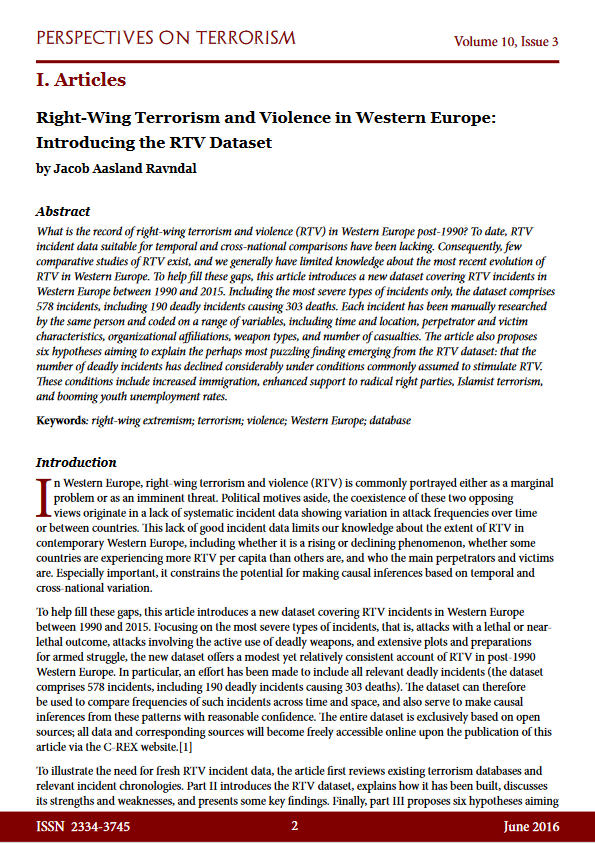 PERSPECTIVES ON TERRORISM
Volume 10, Issue 3
I. Articles
Right-Wing Terrorism and Violence in Western Europe:
Introducing the RTV Dataset
by Jacob Aasland Ravndal
Abstract
What is the record of right-wing terrorism and violence (RTV) in Western Europe post-1990? To date, RTV
incident data suitable for temporal and cross-national comparisons have been lacking. Consequently, few
comparative studies of RTV exist, and we generally have limited knowledge about the most recent evolution of
RTV in Western Europe. To help fill these gaps, this article introduces a new dataset covering RTV incidents in
Western Europe between 1990 and 2015. Including the most severe types of incidents only, the dataset comprises
578 incidents, including 190 deadly incidents causing 303 deaths. Each incident has been manually researched
by the same person and coded on a range of variables, including time and location, perpetrator and victim
characteristics, organizational affiliations, weapon types, and number of casualties. The article also proposes
six hypotheses aiming to explain the perhaps most puzzling finding emerging from the RTV dataset: that the
number of deadly incidents has declined considerably under conditions commonly assumed to stimulate RTV.
These conditions include increased immigration, enhanced support to radical right parties, Islamist terrorism,
and booming youth unemployment rates.
Keywords: right-wing extremism; terrorism; violence; Western Europe; database
Introduction
In Western Europe, right-wing terrorism and violence (RTV) is commonly portrayed either as a marginal
problem or as an imminent threat. Political motives aside, the coexistence of these two opposing
views originate in a lack of systematic incident data showing variation in attack frequencies over time
or between countries. This lack of good incident data limits our knowledge about the extent of RTV in
contemporary Western Europe, including whether it is a rising or declining phenomenon, whether some
countries are experiencing more RTV per capita than others are, and who the main perpetrators and victims
are. Especially important, it constrains the potential for making causal inferences based on temporal and
cross-national variation.
To help fill these gaps, this article introduces a new dataset covering RTV incidents in Western Europe
between 1990 and 2015. Focusing on the most severe types of incidents, that is, attacks with a lethal or near-
lethal outcome, attacks involving the active use of deadly weapons, and extensive plots and preparations
for armed struggle, the new dataset offers a modest yet relatively consistent account of RTV in post-1990
Western Europe. In particular, an effort has been made to include all relevant deadly incidents (the dataset
comprises 578 incidents, including 190 deadly incidents causing 303 deaths). The dataset can therefore
be used to compare frequencies of such incidents across time and space, and also serve to make causal
inferences from these patterns with reasonable confidence. The entire dataset is exclusively based on open
sources; all data and corresponding sources will become freely accessible online upon the publication of this
article via the C-REX website.[1]
To illustrate the need for fresh RTV incident data, the article first reviews existing terrorism databases and
relevant incident chronologies. Part II introduces the RTV dataset, explains how it has been built, discusses
its strengths and weaknesses, and presents some key findings. Finally, part III proposes six hypotheses aiming
ISSN 2334-3745
2
June 2016